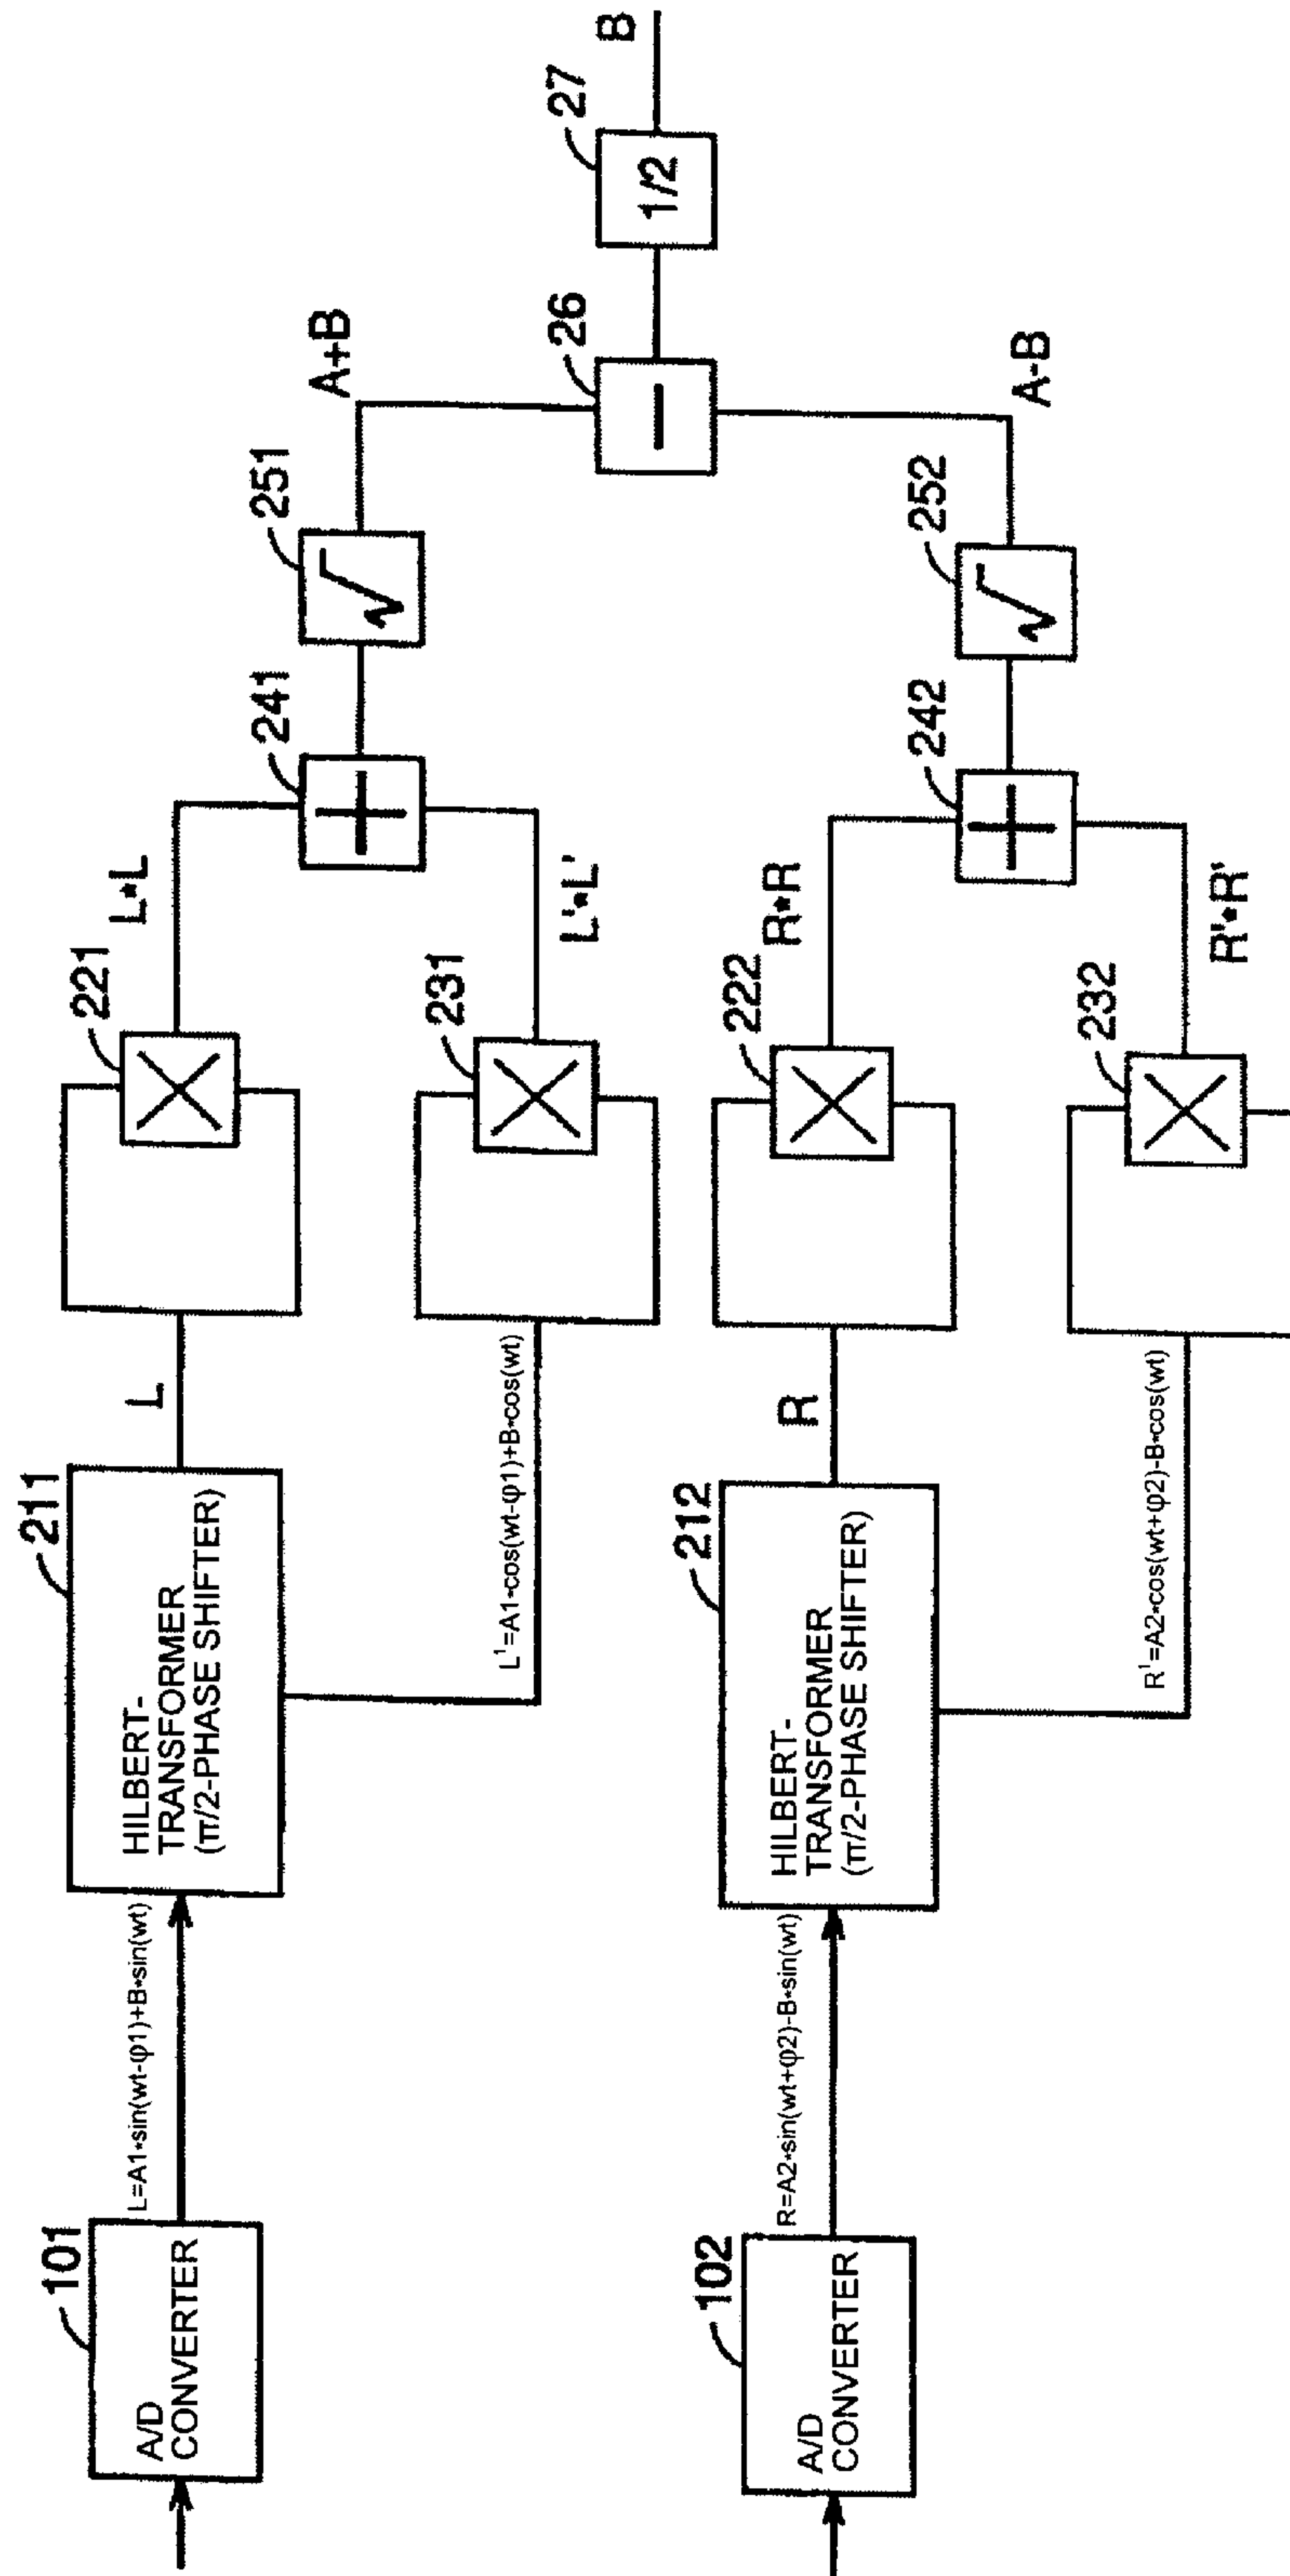 101
A/D
CONVERTER
L=A1*sin(wt-φ1)+B*sin(wt)
211
HILBERT-
TRANSFORMER
(π/2-PHASE SHIFTER)
L
L¹=A1*cos(wt-φ1)+B*cos(wt)
221
L*L
231
L'*L'
241
251
√
A+B
102
A/D
CONVERTER
R=A2*sin(wt+φ2)-B*sin(wt)
212
HILBERT-
TRANSFORMER
(π/2-PHASE SHIFTER)
R
R¹=A2*cos(wt+φ2)-B*cos(wt)
222
R*R
232
R'*R'
242
252
√
A-B
26
27
1/2
B